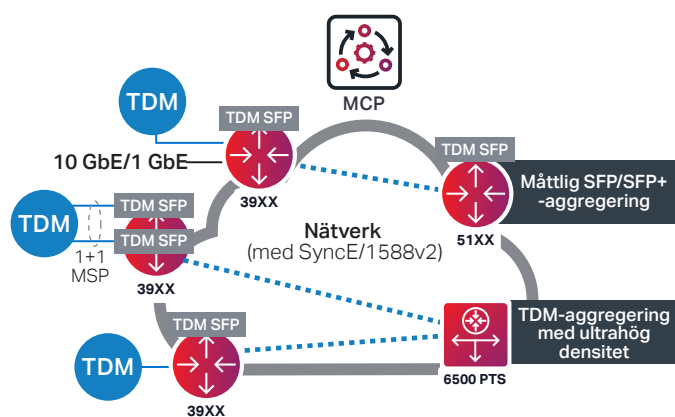 MCP
TDM
TDM SFP
10 GbE/1 GbE
39XX
TDM SFP
51XX
Måttlig SFP/SFP+
-aggregering
TDM
TDM SFP
TDM SFP
1+1
MSP
39XX
Nätverk
(med SyncE/1588v2)
TDM
TDM SFP
39XX
6500 PTS
TDM-aggregering
med ultrahög
densitet